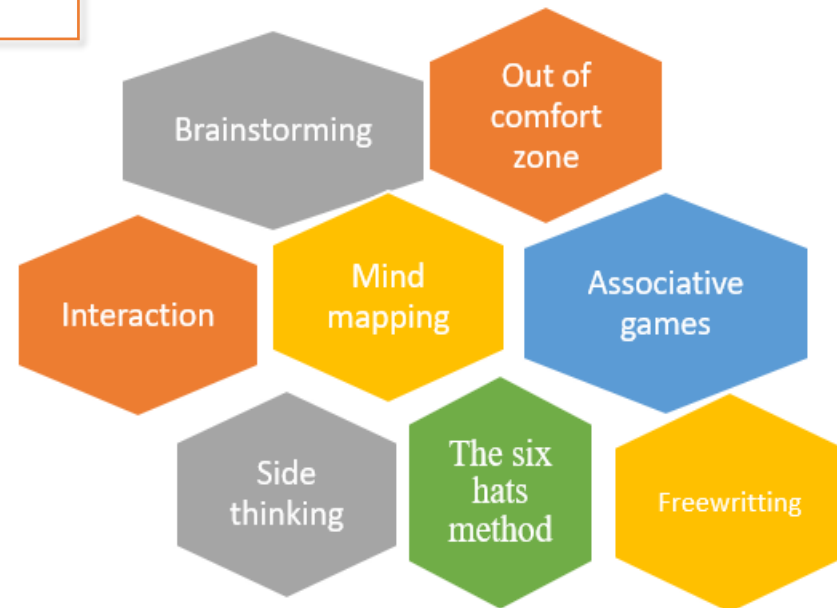 Brainstorming
Out of
comfort
zone
Interaction
Mind
mapping
Associative
games
Side
thinking
The six
hats
method
Freewritting